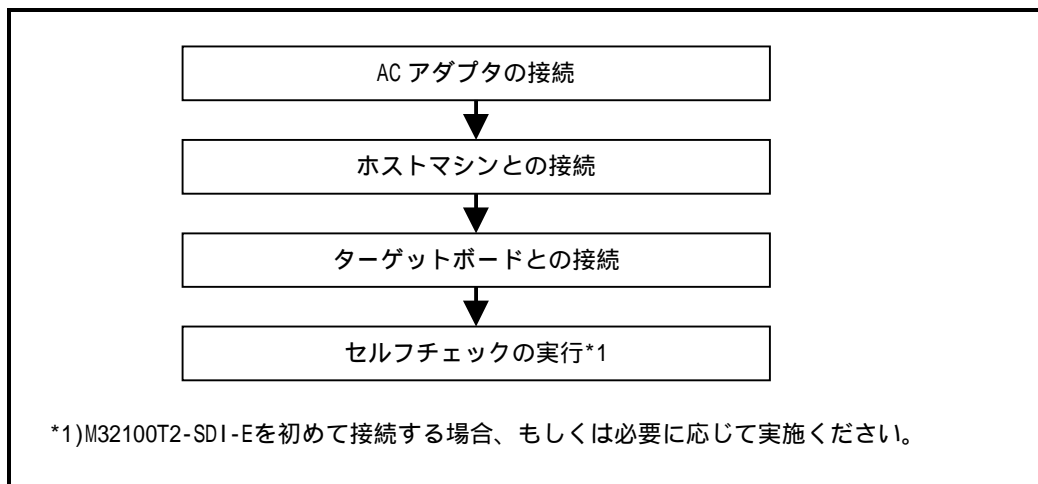 AC アダプタの接続
ホストマシンとの接続
ターゲットボードとの接続
セルフチェックの実行*1
*1)M32100T2-SDI-Eを初めて接続する場合、もしくは必要に応じて実施ください。